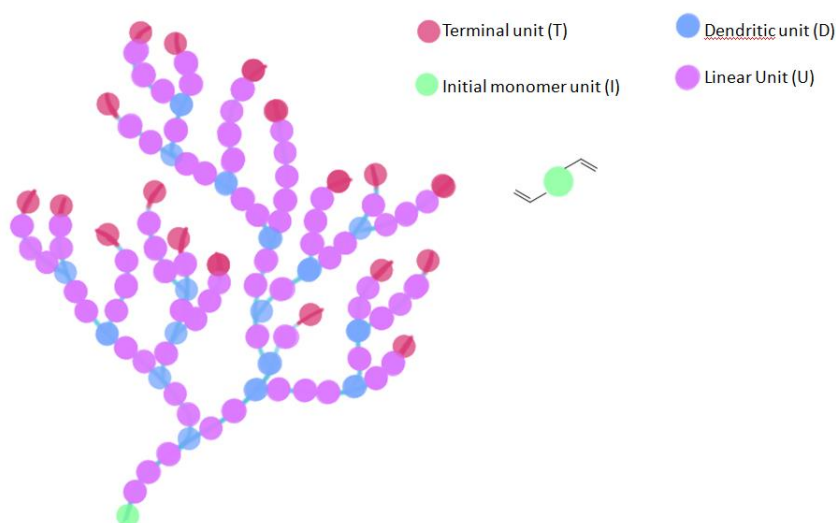 Terminal unit (T)
Dendritic unit (D)
Initial monomer unit (I)
Linear Unit (U)